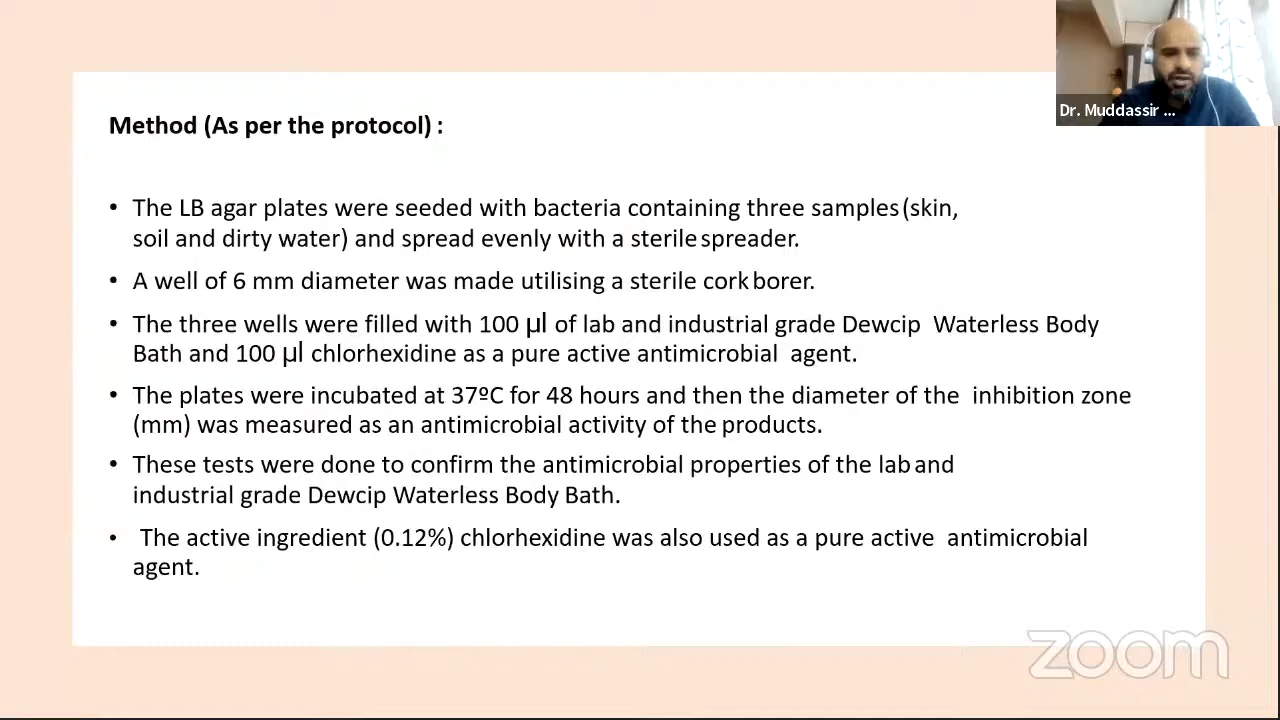 Dr. Muddassir ...
Method (As per the protocol) :
• The LB agar plates were seeded with bacteria containing three samples (skin,
soil and dirty water) and spread evenly with a sterile spreader.
• A well of 6 mm diameter was made utilising a sterile cork borer.
• The three wells were filled with 100 µl of lab and industrial grade Dewcip Waterless Body
Bath and 100 µl chlorhexidine as a pure active antimicrobial agent.
• The plates were incubated at 37ºC for 48 hours and then the diameter of the inhibition zone
(mm) was measured as an antimicrobial activity of the products.
• These tests were done to confirm the antimicrobial properties of the lab and
industrial grade Dewcip Waterless Body Bath.
• The active ingredient (0.12%) chlorhexidine was also used as a pure active antimicrobial
agent.
zoom